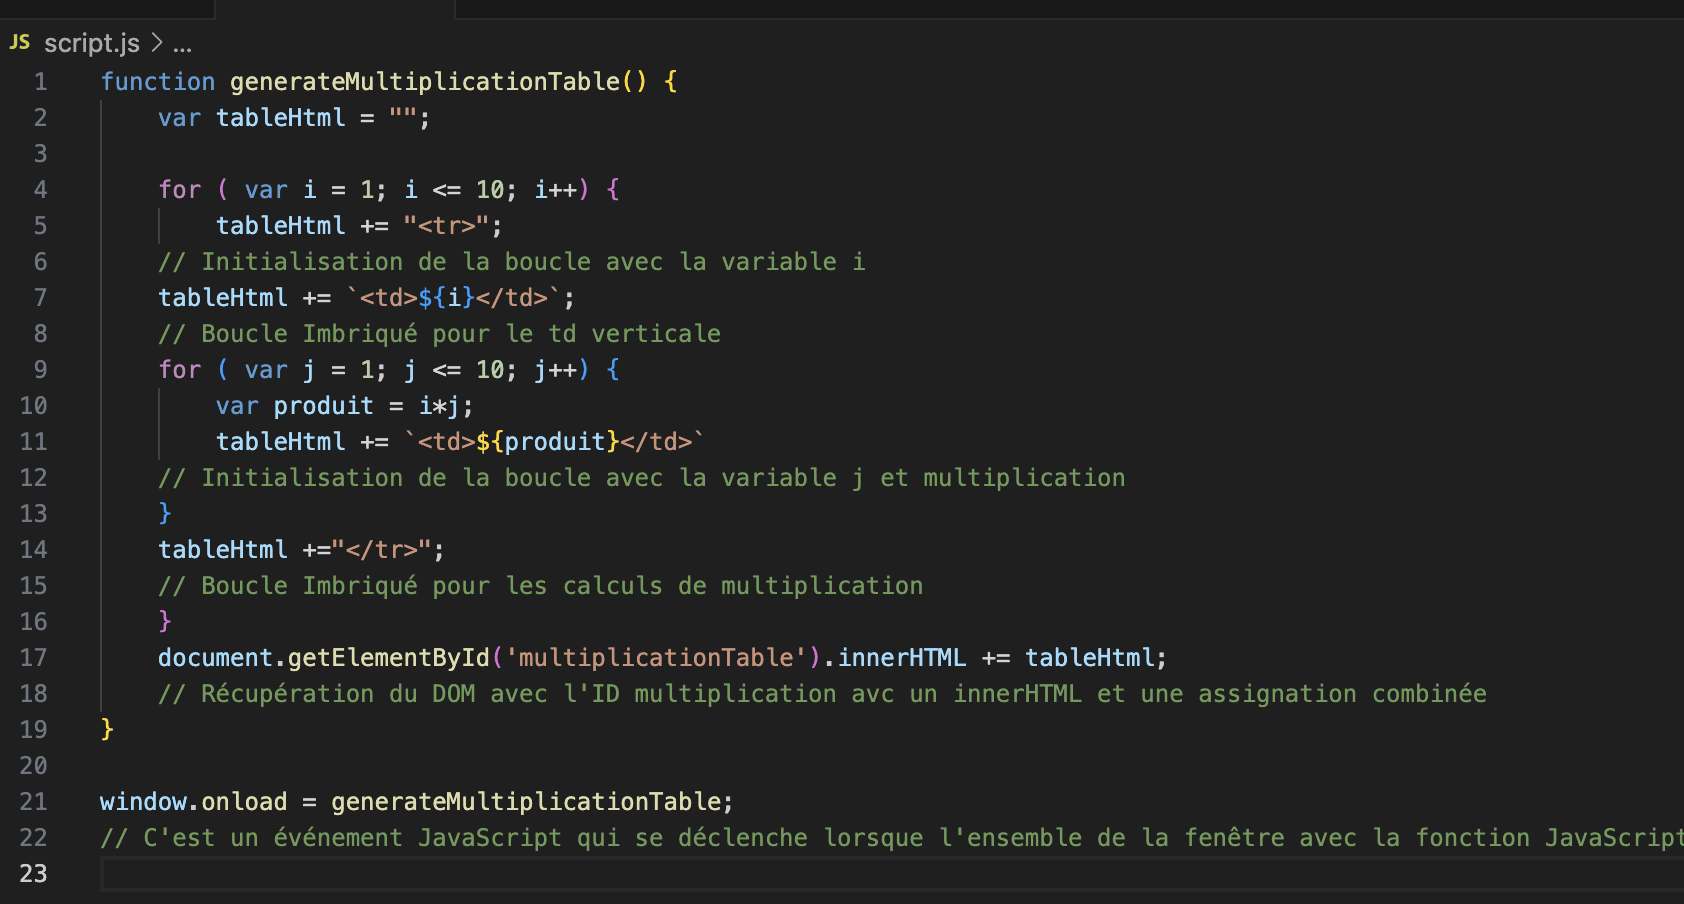 JS script.js > ...
1 function generateMultiplicationTable() {
2     var tableHtml = "";
3
4     for ( var i = 1; i <= 10; i++) {
5         tableHtml += "<tr>";
6     // Initialisation de la boucle avec la variable i
7     tableHtml += `<td>${i}</td>`;
8     // Boucle Imbriqué pour le td verticale
9     for ( var j = 1; j <= 10; j++) {
10         var produit = i*j;
11         tableHtml += `<td>${produit}</td>`
12     // Initialisation de la boucle avec la variable j et multiplication
13     }
14     tableHtml +="</tr>";
15     // Boucle Imbriqué pour les calculs de multiplication
16     }
17     document.getElementById('multiplicationTable').innerHTML += tableHtml;
18     // Récupération du DOM avec l'ID multiplication avc un innerHTML et une assignation combinée
19 }
20
21 window.onload = generateMultiplicationTable;
22 // C'est un événement JavaScript qui se déclenche lorsque l'ensemble de la fenêtre avec la fonction JavaScript
23